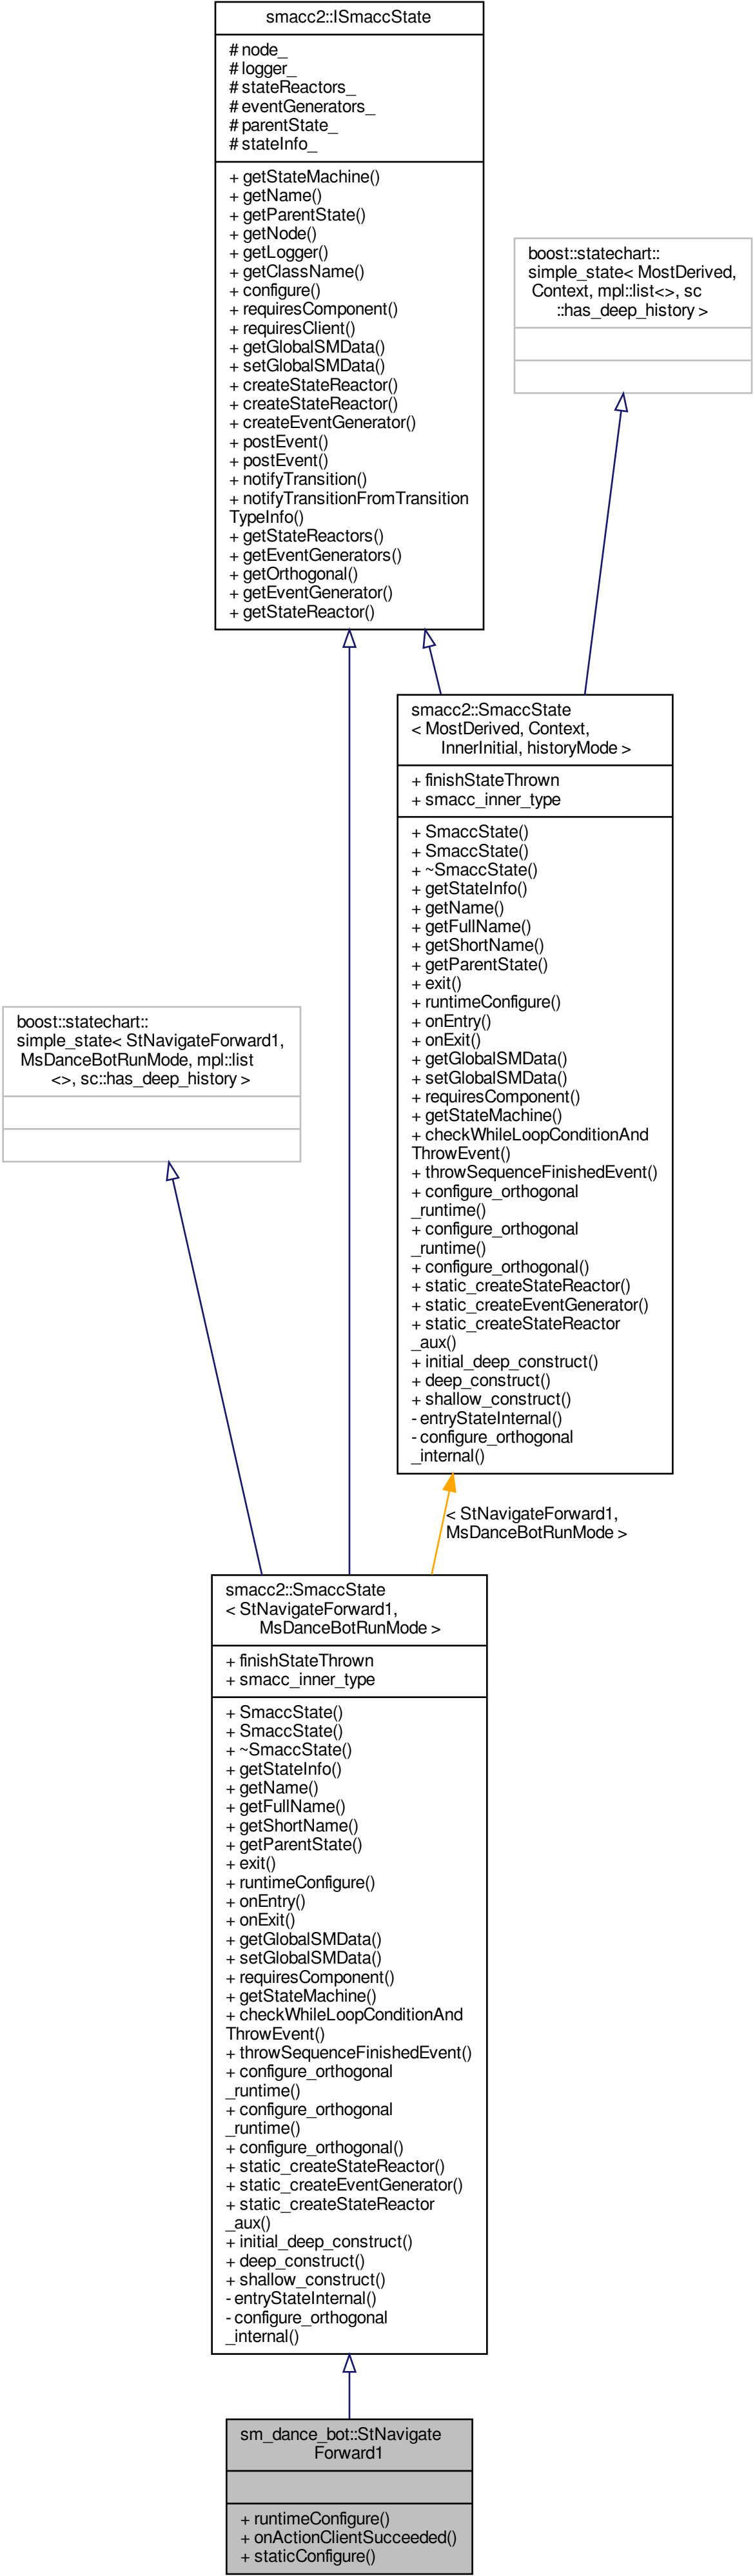 smacc2::ISmaccState
# node_
# logger_
# stateReactors_
# eventGenerators_
# parentState_
# stateInfo_
+ getStateMachine()
+ getName()
+ getParentState()
+ getNode()
+ getLogger()
+ getClassName()
+ configure()
+ requiresComponent()
+ requiresClient()
+ getGlobalSMData()
+ setGlobalSMData()
+ createStateReactor()
+ createStateReactor()
+ createEventGenerator()
+ postEvent()
+ postEvent()
+ notifyTransition()
+ notifyTransitionFromTransition
TypeInfo()
+ getStateReactors()
+ getEventGenerators()
+ getOrthogonal()
+ getEventGenerator()
+ getStateReactor()
boost::statechart::
simple_state< MostDerived,
Context, mpl::list<>, sc
::has_deep_history >
smacc2::SmaccState
< MostDerived, Context,
InnerInitial, historyMode >
+ finishStateThrown
+ smacc_inner_type
+ SmaccState()
+ SmaccState()
+ ~SmaccState()
+ getStateInfo()
+ getName()
+ getFullName()
+ getShortName()
+ getParentState()
+ exit()
+ runtimeConfigure()
+ onEntry()
+ onExit()
+ getGlobalSMData()
+ setGlobalSMData()
+ requiresComponent()
+ getStateMachine()
+ checkWhileLoopConditionAnd
ThrowEvent()
+ throwSequenceFinishedEvent()
+ configure_orthogonal
_runtime()
+ configure_orthogonal
_runtime()
+ configure_orthogonal()
+ static_createStateReactor()
+ static_createEventGenerator()
+ static_createStateReactor
_aux()
+ initial_deep_construct()
+ deep_construct()
+ shallow_construct()
- entryStateInternal()
- configure_orthogonal
_internal()
boost::statechart::
simple_state< StNavigateForward1,
MsDanceBotRunMode, mpl::list
<>, sc::has_deep_history >
< StNavigateForward1,
MsDanceBotRunMode >
smacc2::SmaccState
< StNavigateForward1,
MsDanceBotRunMode >
+ finishStateThrown
+ smacc_inner_type
+ SmaccState()
+ SmaccState()
+ ~SmaccState()
+ getStateInfo()
+ getName()
+ getFullName()
+ getShortName()
+ getParentState()
+ exit()
+ runtimeConfigure()
+ onEntry()
+ onExit()
+ getGlobalSMData()
+ setGlobalSMData()
+ requiresComponent()
+ getStateMachine()
+ checkWhileLoopConditionAnd
ThrowEvent()
+ throwSequenceFinishedEvent()
+ configure_orthogonal
_runtime()
+ configure_orthogonal
_runtime()
+ configure_orthogonal()
+ static_createStateReactor()
+ static_createEventGenerator()
+ static_createStateReactor
_aux()
+ initial_deep_construct()
+ deep_construct()
+ shallow_construct()
- entryStateInternal()
- configure_orthogonal
_internal()
sm_dance_bot::StNavigate
Forward1
+ runtimeConfigure()
+ onActionClientSucceeded()
+ staticConfigure()